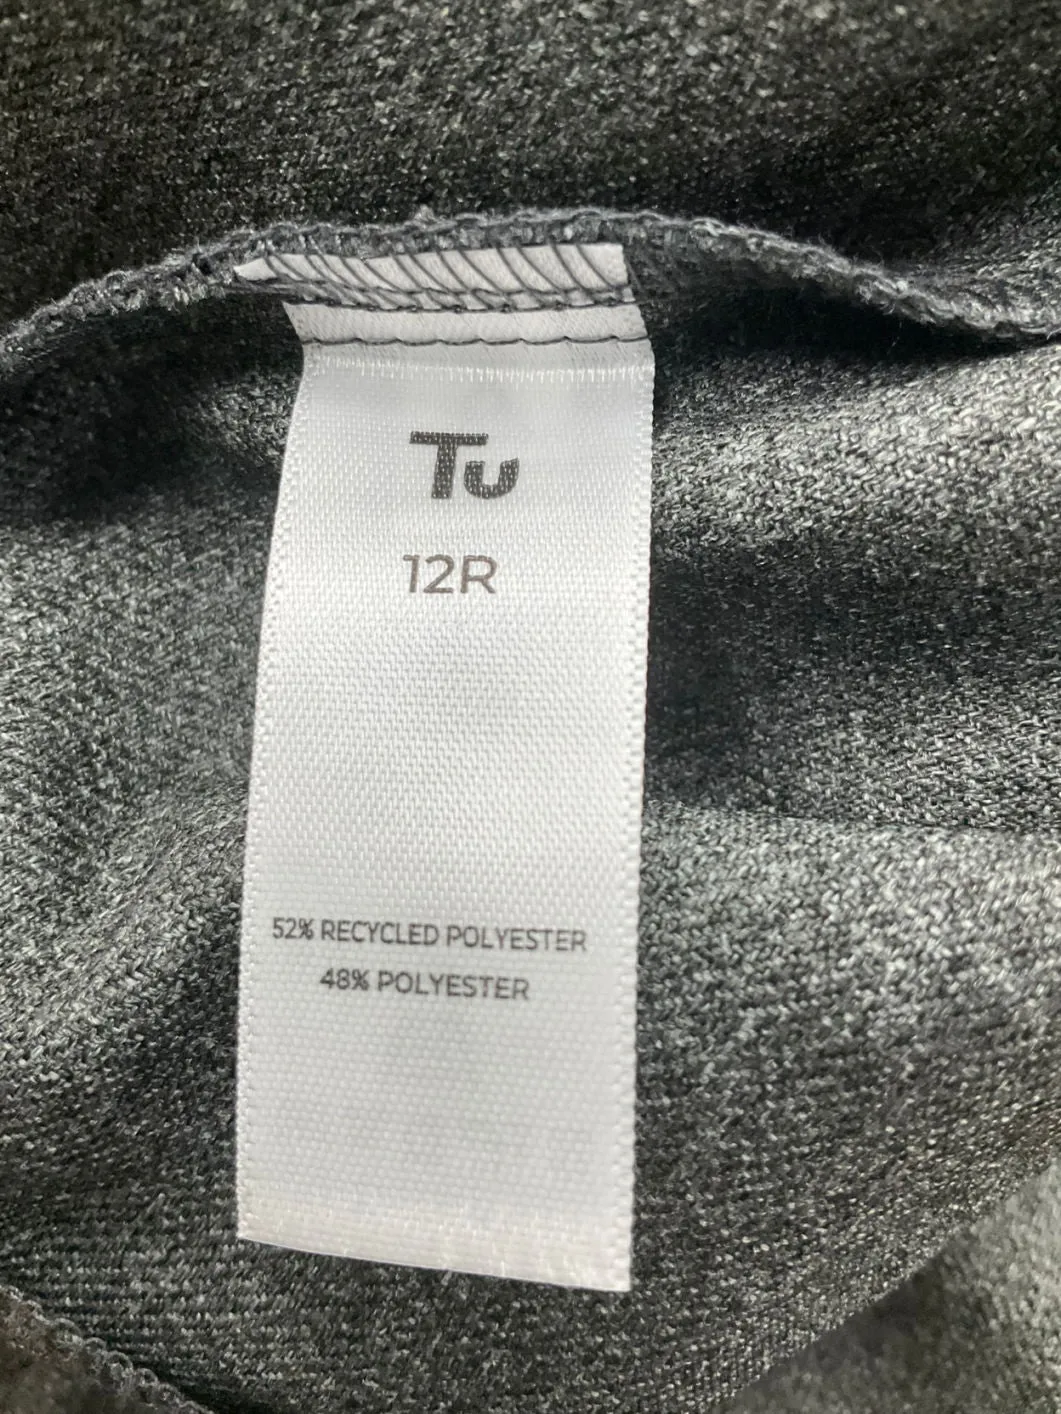 Tu
12R
52% RECYCLED POLYESTER
48% POLYESTER